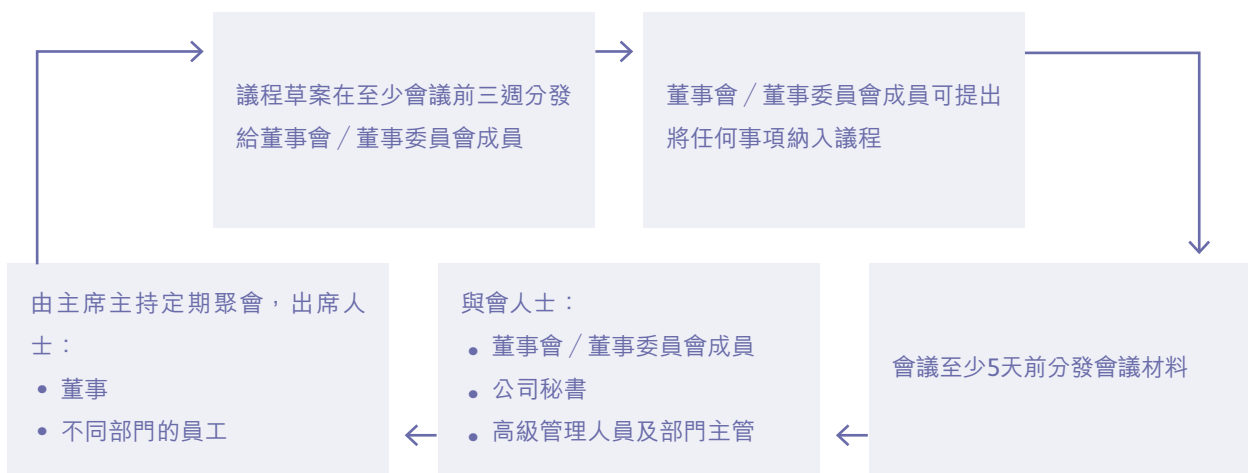 議程草案在至少會議前三週分發
給董事會／董事委員會成員
董事會／董事委員會成員可提出
將任何事項納入議程
會議至少5天前分發會議材料
與會人士：
• 董事會／董事委員會成員
• 公司秘書
• 高級管理人員及部門主管
由主席主持定期聚會，出席人
士：
• 董事
• 不同部門的員工